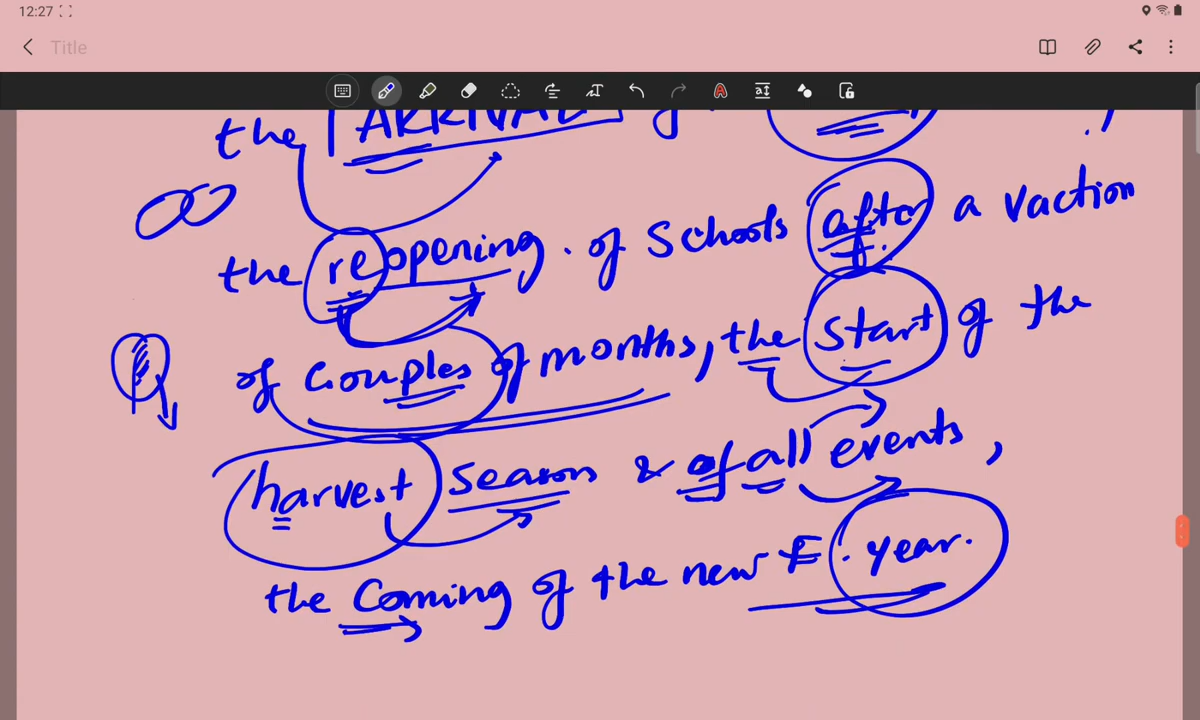 12:27
Title
the ARRIVAL
the reopening. of Schools after a vaction
of Couples of months, the start of the
harvest Season & of all events,
the Coming of the new E. year.